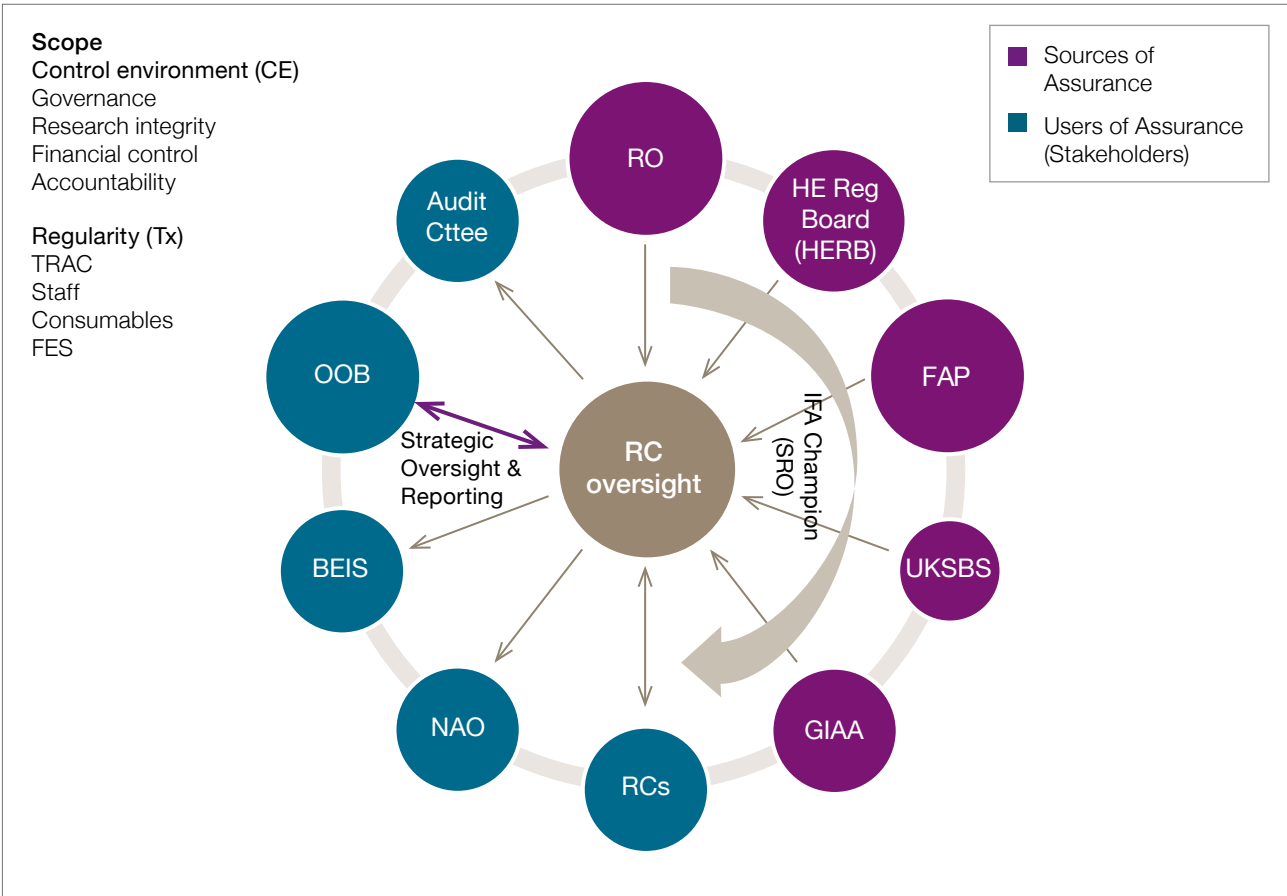 Scope
Control environment (CE)
Governance
Research integrity
Financial control
Accountability
Regularity (Tx)
TRAC
Staff
Consumables
FES
Sources of
Assurance
Users of Assurance
(Stakeholders)
RO
HE Reg
Board
(HERB)
FAP
UKSBS
GIAA
RCs
NAO
BEIS
OOB
Audit
Cttee
Strategic
Oversight &
Reporting
RC
oversight
IFA Champion
(SRO)